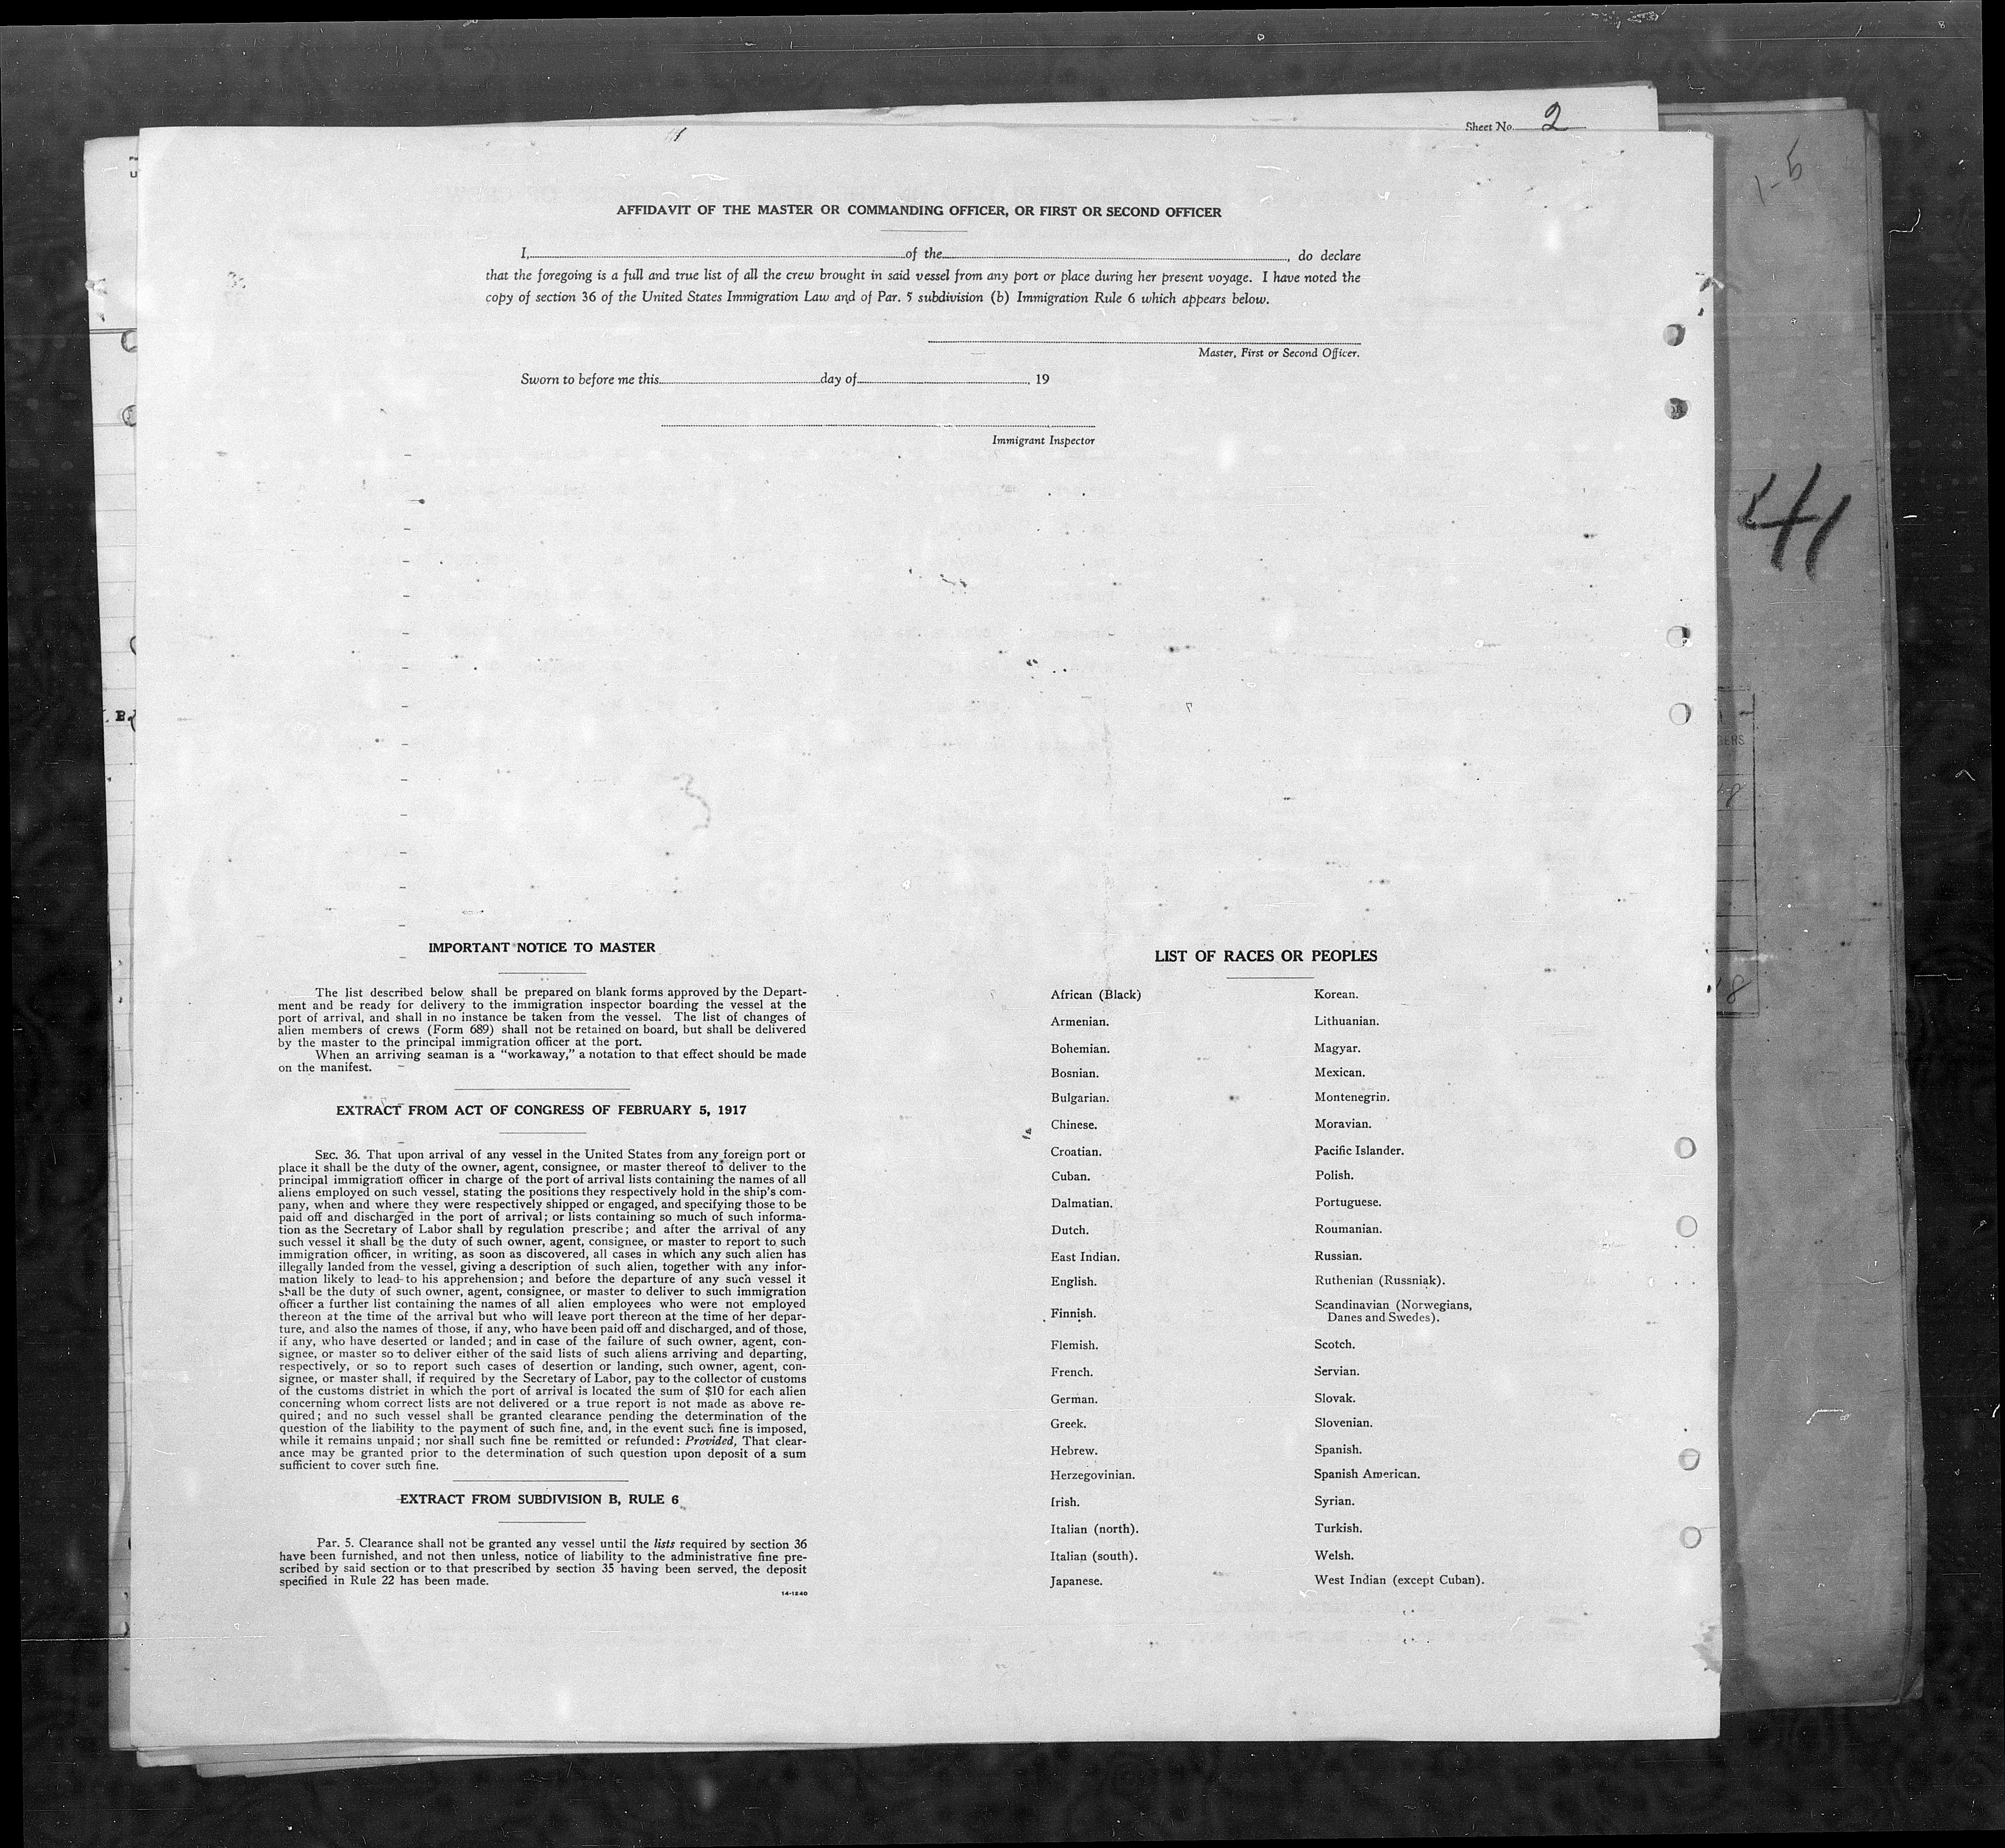 Sheet No. 2
1-5
AFFIDAVIT OF THE MASTER OR COMMANDING OFFICER, OR FIRST OR SECOND OFFICER
I, of the , do declare
that the foregoing is a full and true list of all the crew brought in said vessel from any port or place during her present voyage. I have noted the
copy of section 36 of the United States Immigration Law and of Par. 5 subdivision (b) Immigration Rule 6 which appears below.
Master, First or Second Officer.
Sworn to before me this day of , 19
Immigrant Inspector
41
IMPORTANT NOTICE TO MASTER
The list described below shall be prepared on blank forms approved by the Depart-
ment and be ready for delivery to the immigration inspector boarding the vessel at the
port of arrival, and shall in no instance be taken from the vessel. The list of changes of
alien members of crews (Form 689) shall not be retained on board, but shall be delivered
by the master to the principal immigration officer at the port.
When an arriving seaman is a "workaway," a notation to that effect should be made
on the manifest.
EXTRACT FROM ACT OF CONGRESS OF FEBRUARY 5, 1917
SEC. 36. That upon arrival of any vessel in the United States from any foreign port or
place it shall be the duty of the owner, agent, consignee, or master thereof to deliver to the
principal immigration officer in charge of the port of arrival lists containing the names of all
aliens employed on such vessel, stating the positions they respectively hold in the ship's com-
pany, when and where they were respectively shipped or engaged, and specifying those to be
paid off and discharged in the port of arrival; or lists containing so much of such informa-
tion as the Secretary of Labor shall by regulation prescribe; and after the arrival of any
such vessel it shall be the duty of such owner, agent, consignee, or master to report to such
immigration officer, in writing, as soon as discovered, all cases in which any such alien has
illegally landed from the vessel, giving a description of such alien, together with any infor-
mation likely to lead to his apprehension; and before the departure of any such vessel it
shall be the duty of such owner, agent, consignee, or master to deliver to such immigration
officer a further list containing the names of all alien employees who were not employed
thereon at the time of the arrival but who will leave port thereon at the time of her depar-
ture, and also the names of those, if any, who have been paid off and discharged, and of those,
if any, who have deserted or landed; and in case of the failure of such owner, agent, con-
signee, or master so to deliver either of the said lists of such aliens arriving and departing,
respectively, or so to report such cases of desertion or landing, such owner, agent, con-
signee, or master shall, if required by the Secretary of Labor, pay to the collector of customs
of the customs district in which the port of arrival is located the sum of $10 for each alien
concerning whom correct lists are not delivered or a true report is not made as above re-
quired; and no such vessel shall be granted clearance pending the determination of the
question of the liability to the payment of such fine, and, in the event such fine is imposed,
while it remains unpaid; nor shall such fine be remitted or refunded: Provided, That clear-
ance may be granted prior to the determination of such question upon deposit of a sum
sufficient to cover such fine.
EXTRACT FROM SUBDIVISION B, RULE 6
Par. 5. Clearance shall not be granted any vessel until the lists required by section 36
have been furnished, and not then unless, notice of liability to the administrative fine pre-
scribed by said section or to that prescribed by section 35 having been served, the deposit
specified in Rule 22 has been made.
14-1240
LIST OF RACES OR PEOPLES
African (Black)
Armenian.
Bohemian.
Bosnian.
Bulgarian.
Chinese.
Croatian.
Cuban.
Dalmatian.
Dutch.
East Indian.
English.
Finnish.
Flemish.
French.
German.
Greek.
Hebrew.
Herzegovinian.
Irish.
Italian (north).
Italian (south).
Japanese.
Korean.
Lithuanian.
Magyar.
Mexican.
Montenegrin.
Moravian.
Pacific Islander.
Polish.
Portuguese.
Roumanian.
Russian.
Ruthenian (Russniak).
Scandinavian (Norwegians,
Danes and Swedes).
Scotch.
Servian.
Slovak.
Slovenian.
Spanish.
Spanish American.
Syrian.
Turkish.
Welsh.
West Indian (except Cuban).